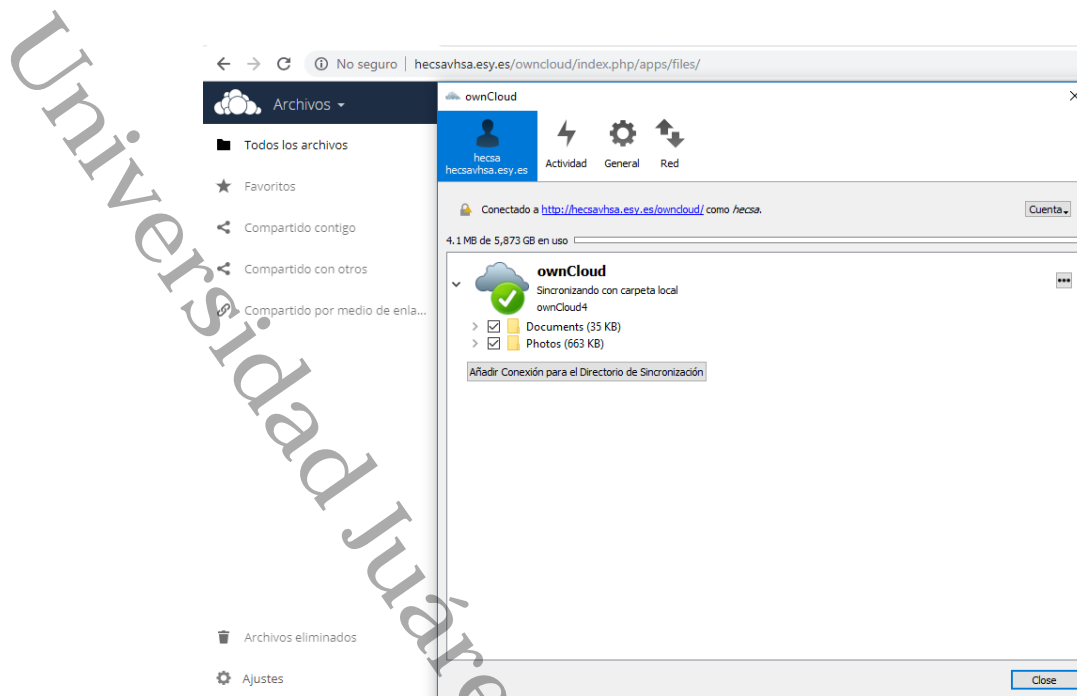 No seguro | hecsavhsa.esy.es/owncloud/index.php/apps/files/
Archivos
Todos los archivos
Favoritos
Compartido contigo
Compartido con otros
Compartido por medio de enla...
Archivos eliminados
Ajustes
ownCloud
hecsa
hecsavhsa.esy.es
Actividad
General
Red
Conectado a http://hecsavhsa.esy.es/owncloud/ como hecsa.
Cuenta
4.1 MB de 5,873 GB en uso
ownCloud
Sincronizando con carpeta local
ownCloud4
Documents (35 KB)
Photos (663 KB)
Añadir Conexión para el Directorio de Sincronización
Close
Universidad Juáre